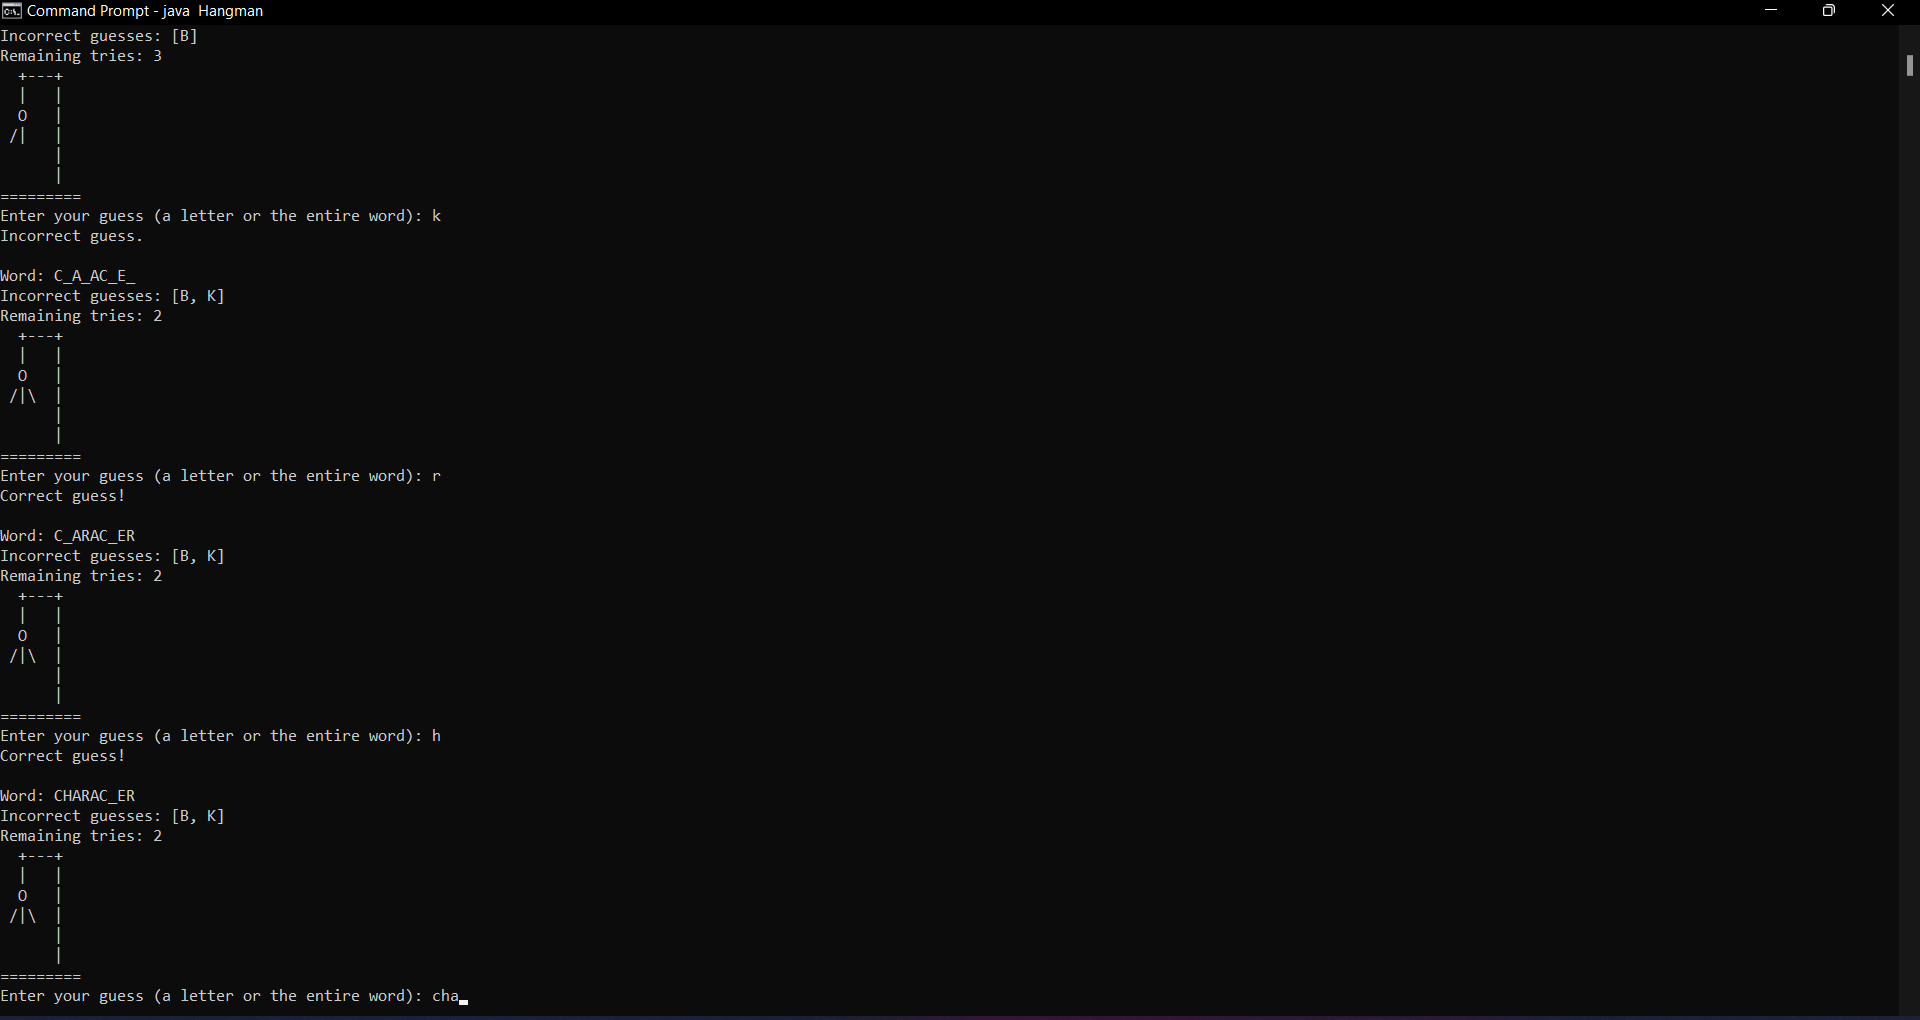 Command Prompt - java  Hangman
Incorrect guesses: [B]
Remaining tries: 3
  +---+
  |   |
  O   |
 /|   |
      |
      |
=========
Enter your guess (a letter or the entire word): k
Incorrect guess.

Word: C_A_AC_E_
Incorrect guesses: [B, K]
Remaining tries: 2
  +---+
  |   |
  O   |
 /|\  |
      |
      |
=========
Enter your guess (a letter or the entire word): r
Correct guess!

Word: C_ARAC_ER
Incorrect guesses: [B, K]
Remaining tries: 2
  +---+
  |   |
  O   |
 /|\  |
      |
      |
=========
Enter your guess (a letter or the entire word): h
Correct guess!

Word: CHARAC_ER
Incorrect guesses: [B, K]
Remaining tries: 2
  +---+
  |   |
  O   |
 /|\  |
      |
      |
=========
Enter your guess (a letter or the entire word): cha